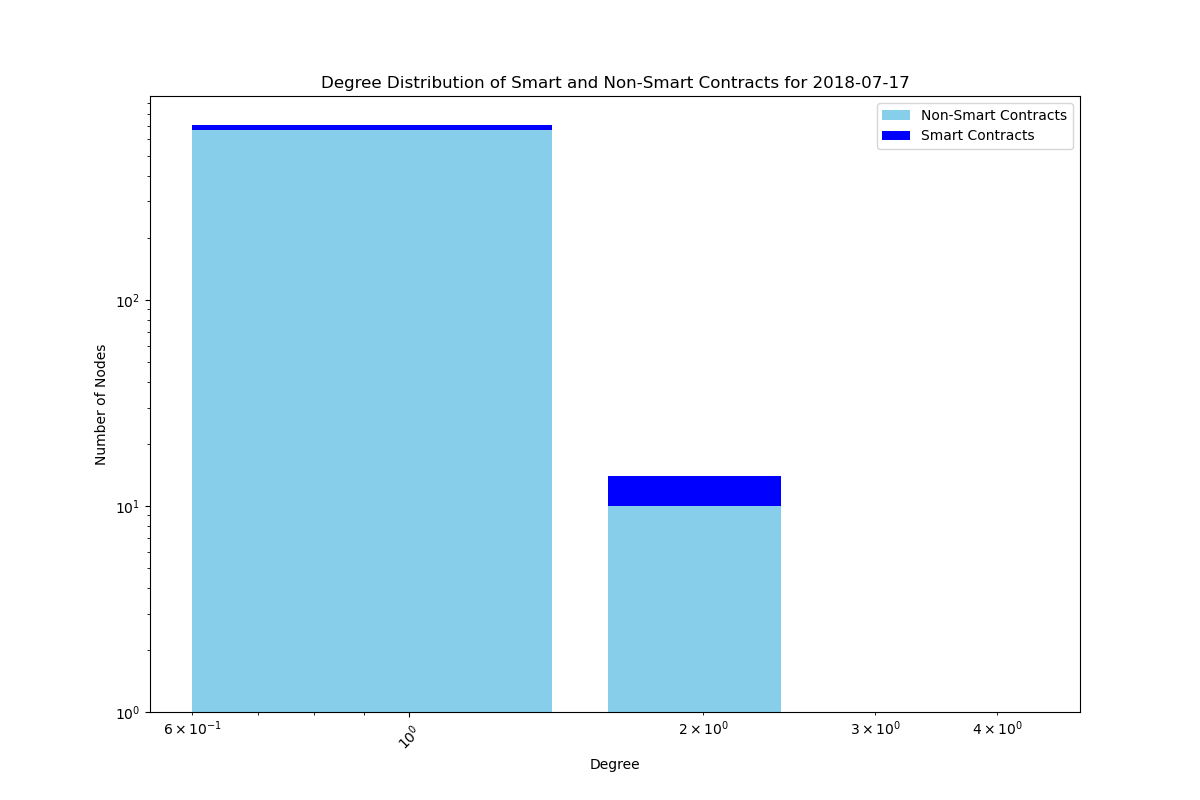 Degree Distribution of Smart and Non-Smart Contracts for 2018-07-17
Non-Smart Contracts
Smart Contracts
Number of Nodes
10²
10¹
10⁰
6 × 10⁻¹
10⁰
2 × 10⁰
3 × 10⁰
4 × 10⁰
Degree